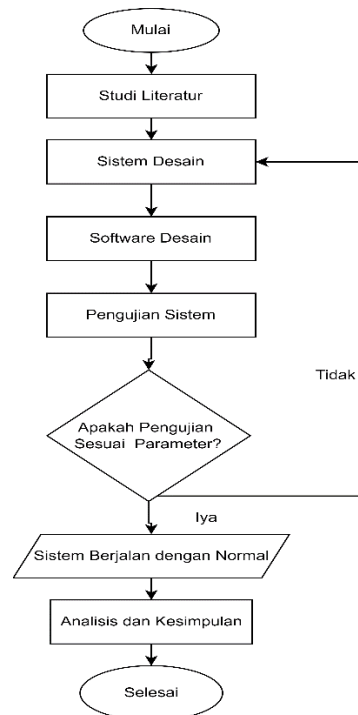 Mulai
Studi Literatur
Sistem Desain
Software Desain
Pengujian Sistem
Tidak
Apakah Pengujian
Sesuai Parameter?
Iya
Sistem Berjalan dengan Normal
Analisis dan Kesimpulan
Selesai